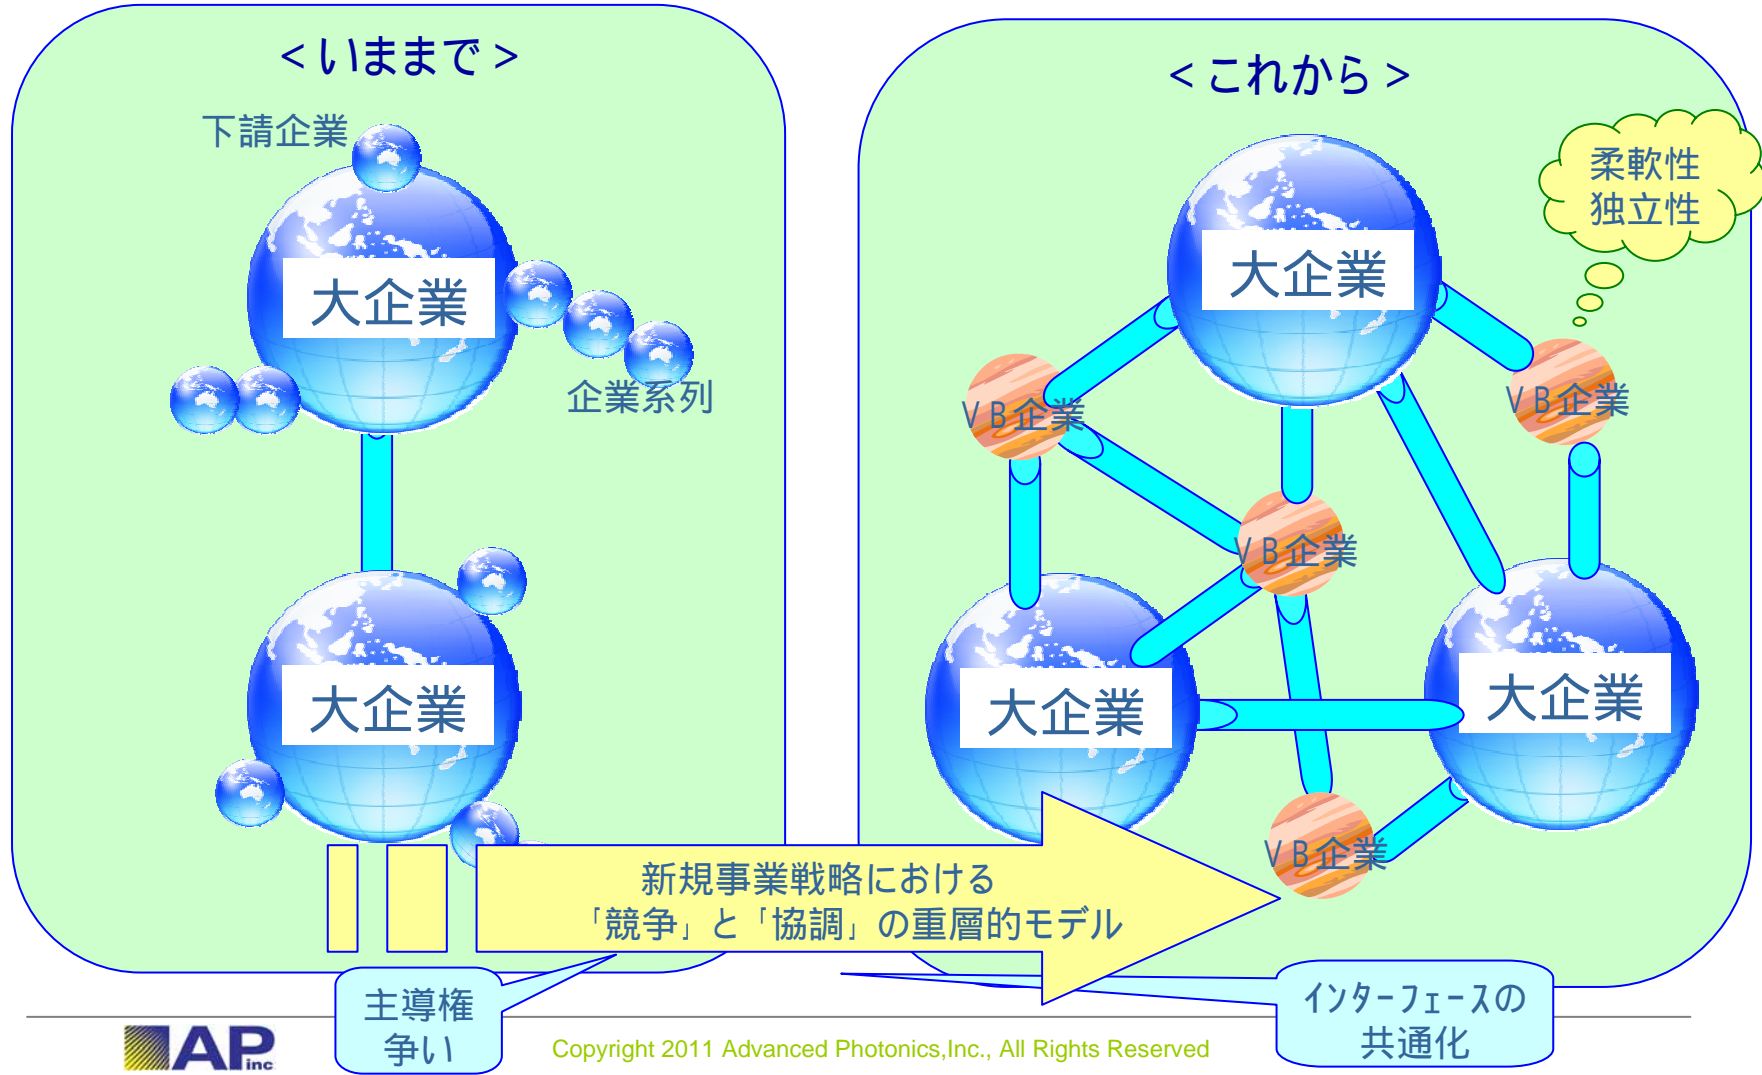 ＜いままで＞
下請企業
大企業
企業系列
大企業
＜これから＞
柔軟性
独立性
大企業
ＶＢ企業
ＶＢ企業
ＶＢ企業
大企業
大企業
ＶＢ企業
新規事業戦略における
「競争」と「協調」の重層的モデル
主導権
争い
ｲﾝﾀｰﾌｪｰｽの
共通化
AP
inc
Copyright 2011 Advanced Photonics,Inc., All Rights Reserved